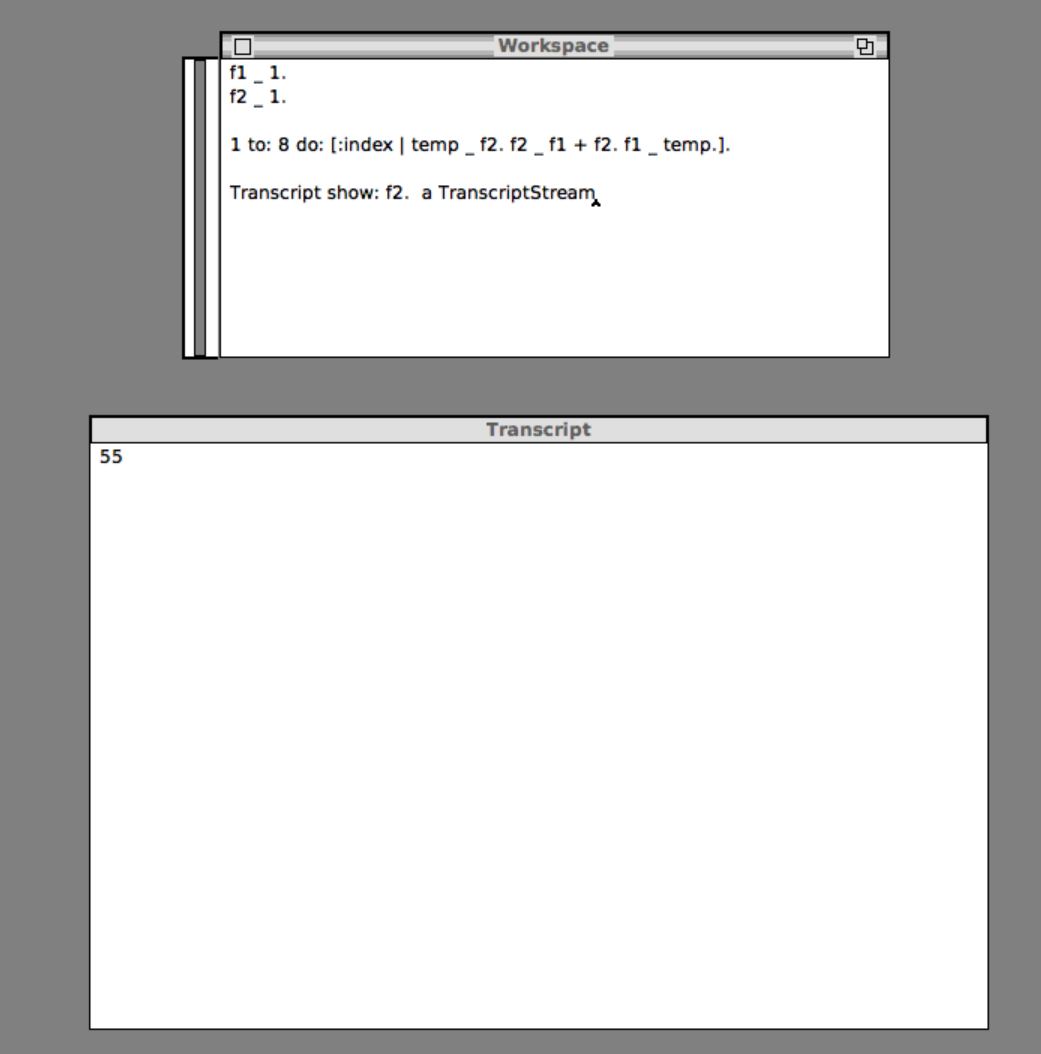 Workspace
f1 _ 1.
f2 _ 1.
1 to: 8 do: [:index | temp _ f2. f2 _ f1 + f2. f1 _ temp.].
Transcript show: f2.  a TranscriptStream
Transcript
55